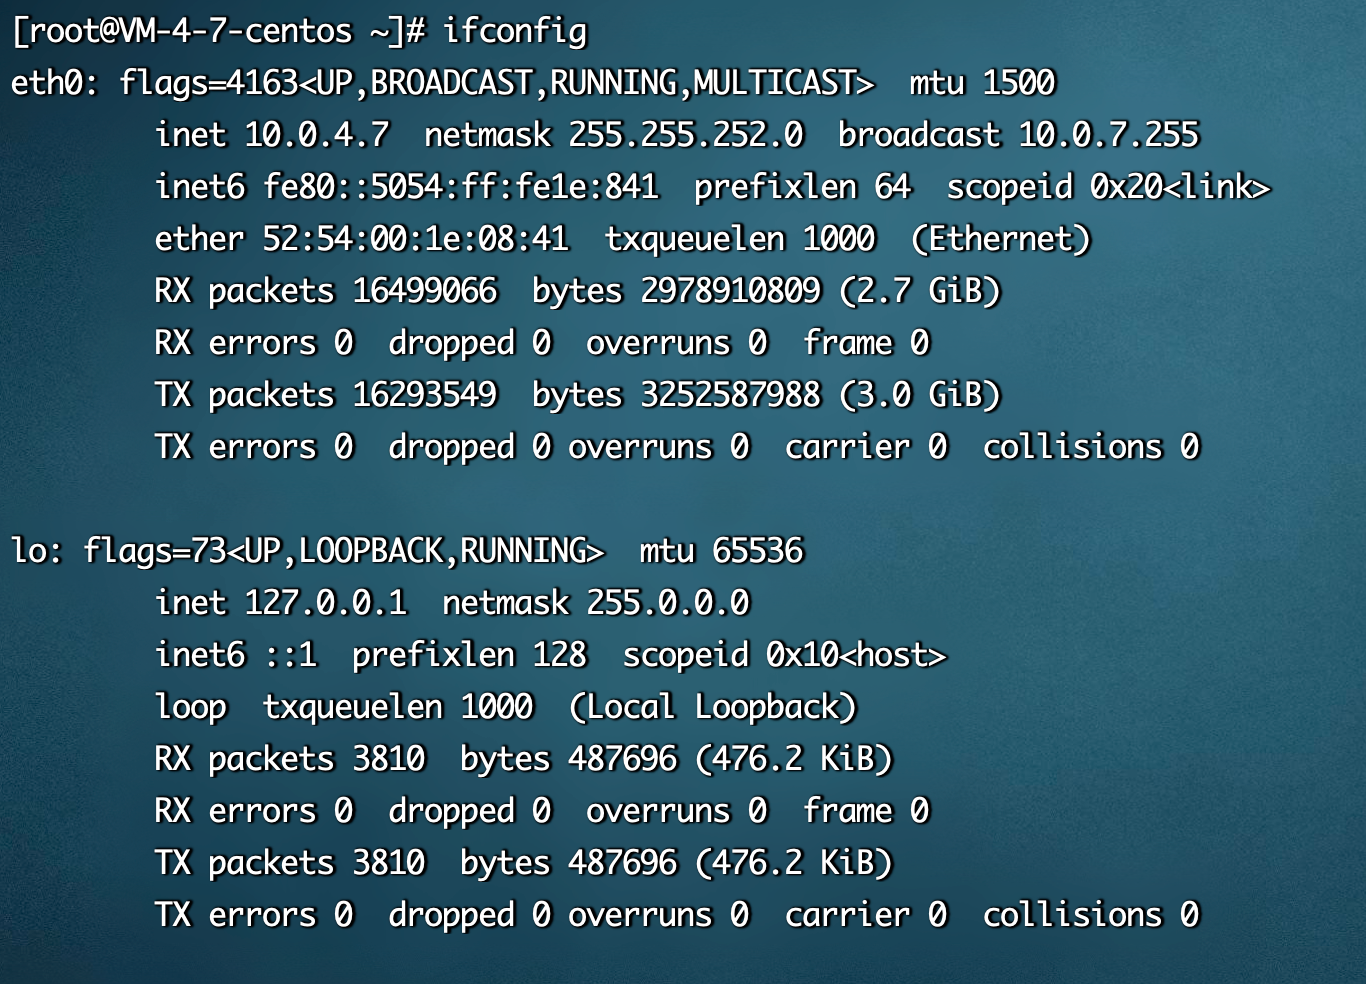 [root@VM-4-7-centos ~]# ifconfig
eth0: flags=4163<UP,BROADCAST,RUNNING,MULTICAST>  mtu 1500
        inet 10.0.4.7  netmask 255.255.252.0  broadcast 10.0.7.255
        inet6 fe80::5054:ff:fe1e:841  prefixlen 64  scopeid 0x20<link>
        ether 52:54:00:1e:08:41  txqueuelen 1000  (Ethernet)
        RX packets 16499066  bytes 2978910809 (2.7 GiB)
        RX errors 0  dropped 0  overruns 0  frame 0
        TX packets 16293549  bytes 3252587988 (3.0 GiB)
        TX errors 0  dropped 0 overruns 0  carrier 0  collisions 0

lo: flags=73<UP,LOOPBACK,RUNNING>  mtu 65536
        inet 127.0.0.1  netmask 255.0.0.0
        inet6 ::1  prefixlen 128  scopeid 0x10<host>
        loop  txqueuelen 1000  (Local Loopback)
        RX packets 3810  bytes 487696 (476.2 KiB)
        RX errors 0  dropped 0  overruns 0  frame 0
        TX packets 3810  bytes 487696 (476.2 KiB)
        TX errors 0  dropped 0 overruns 0  carrier 0  collisions 0